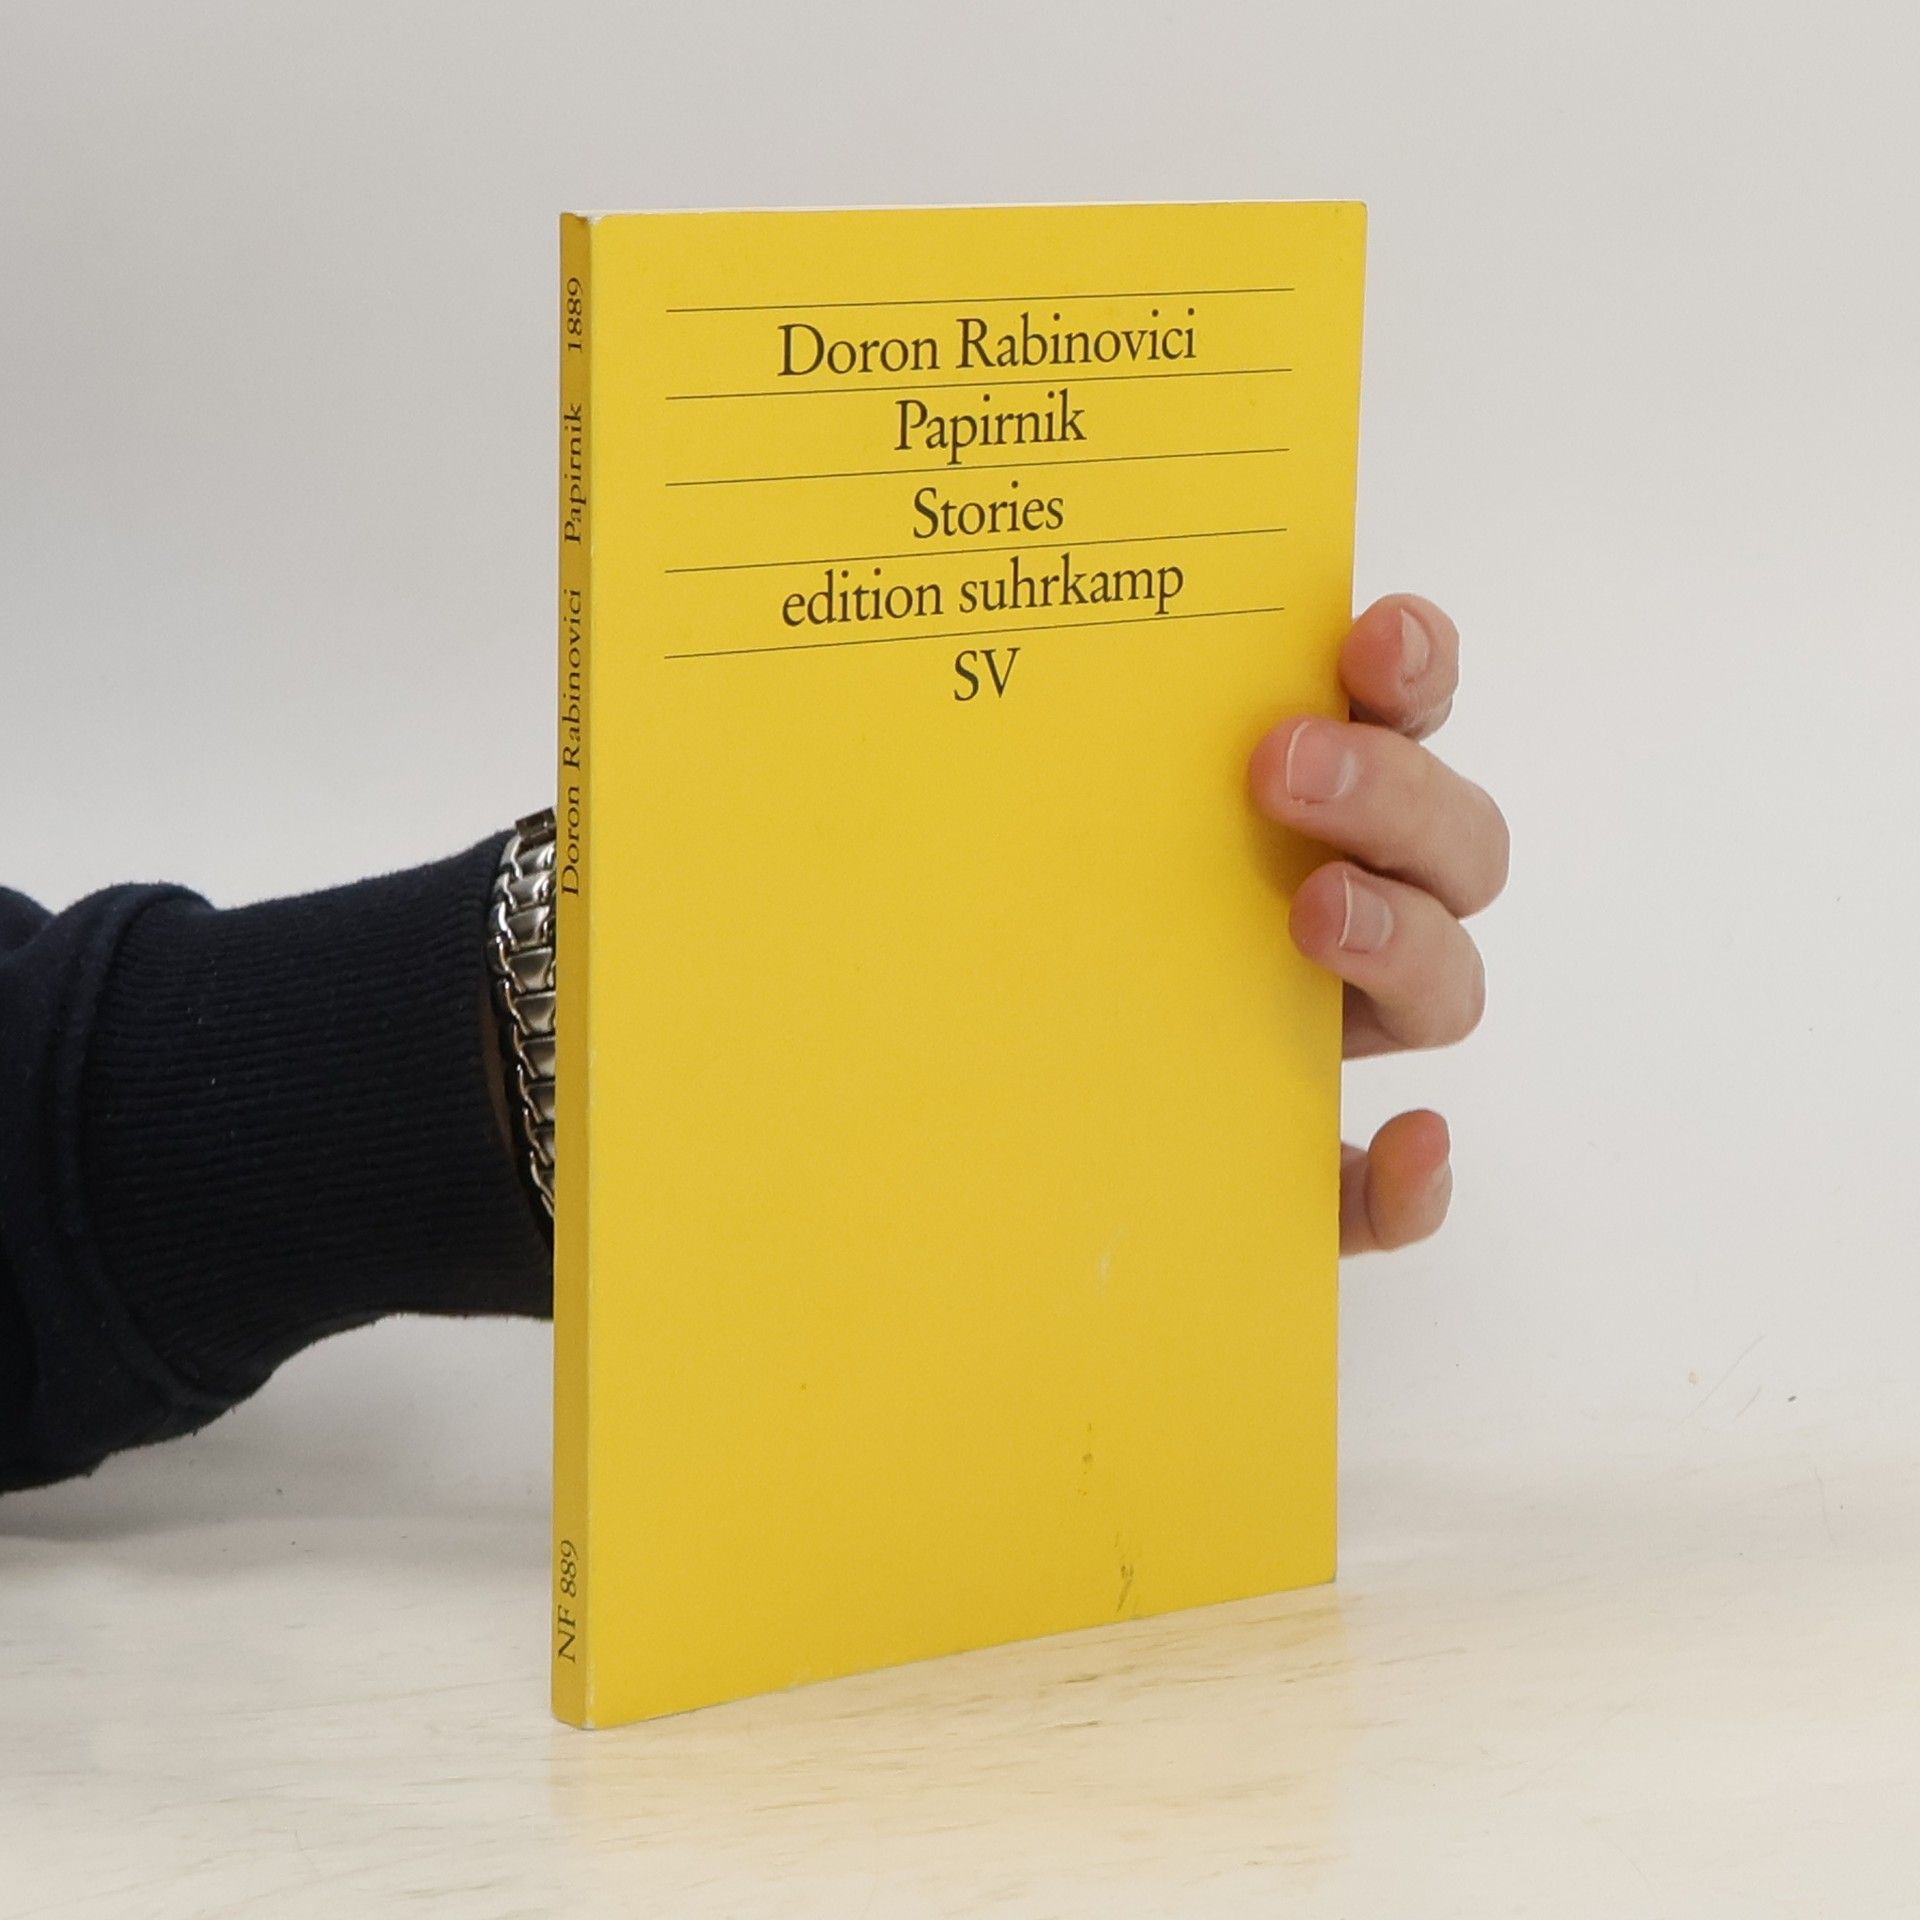 Doron Rabinovici
Papirnik
Stories
edition suhrkamp
SV
Doron Rabinovici Papirnik 1889
NF 889